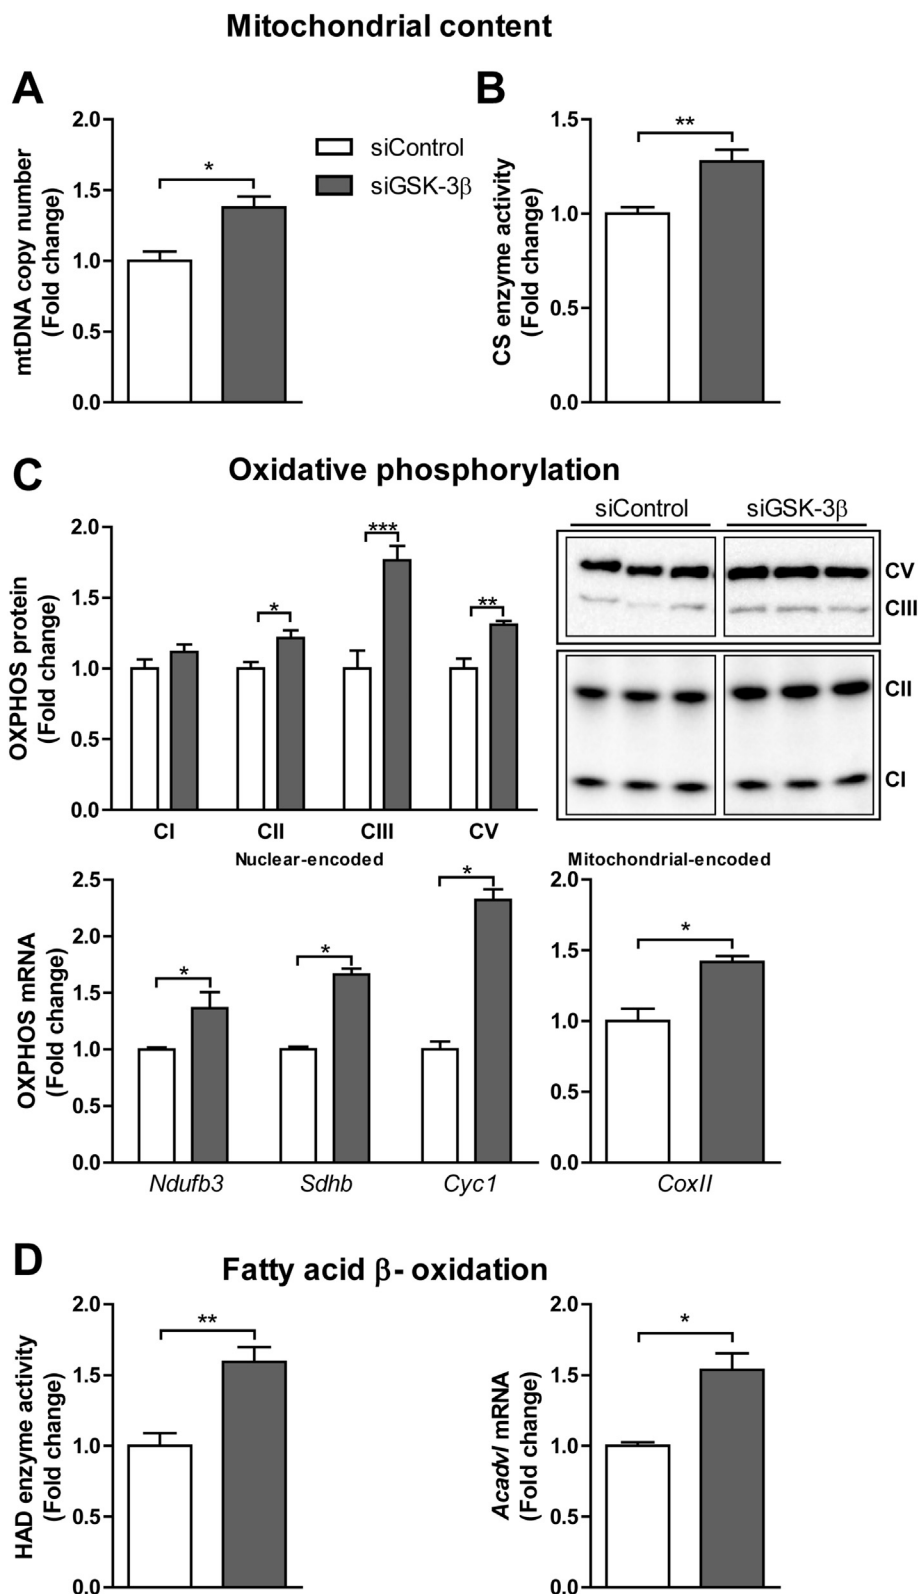 Mitochondrial content
A
mtDNA copy number
(Fold change)
2.0
1.5
1.0
0.5
0.0
*
siControl
siGSK-3β
B
CS enzyme activity
(Fold change)
1.5
1.0
0.5
0.0
**
C
Oxidative phosphorylation
OXPHOS protein
(Fold change)
2.0
1.5
1.0
0.5
0.0
*
***
**
CI CII CIII CV
siControl siGSK-3β
CV
CIII
CII
CI
Nuclear-encoded
OXPHOS mRNA
(Fold change)
2.5
2.0
1.5
1.0
0.5
0.0
*
*
*
Ndufb3 Sdhb Cyc1
Mitochondrial-encoded
2.0
1.5
1.0
0.5
0.0
*
CoxII
D
Fatty acid β- oxidation
HAD enzyme activity
(Fold change)
2.0
1.5
1.0
0.5
0.0
**
Acadvl mRNA
(Fold change)
2.0
1.5
1.0
0.5
0.0
*